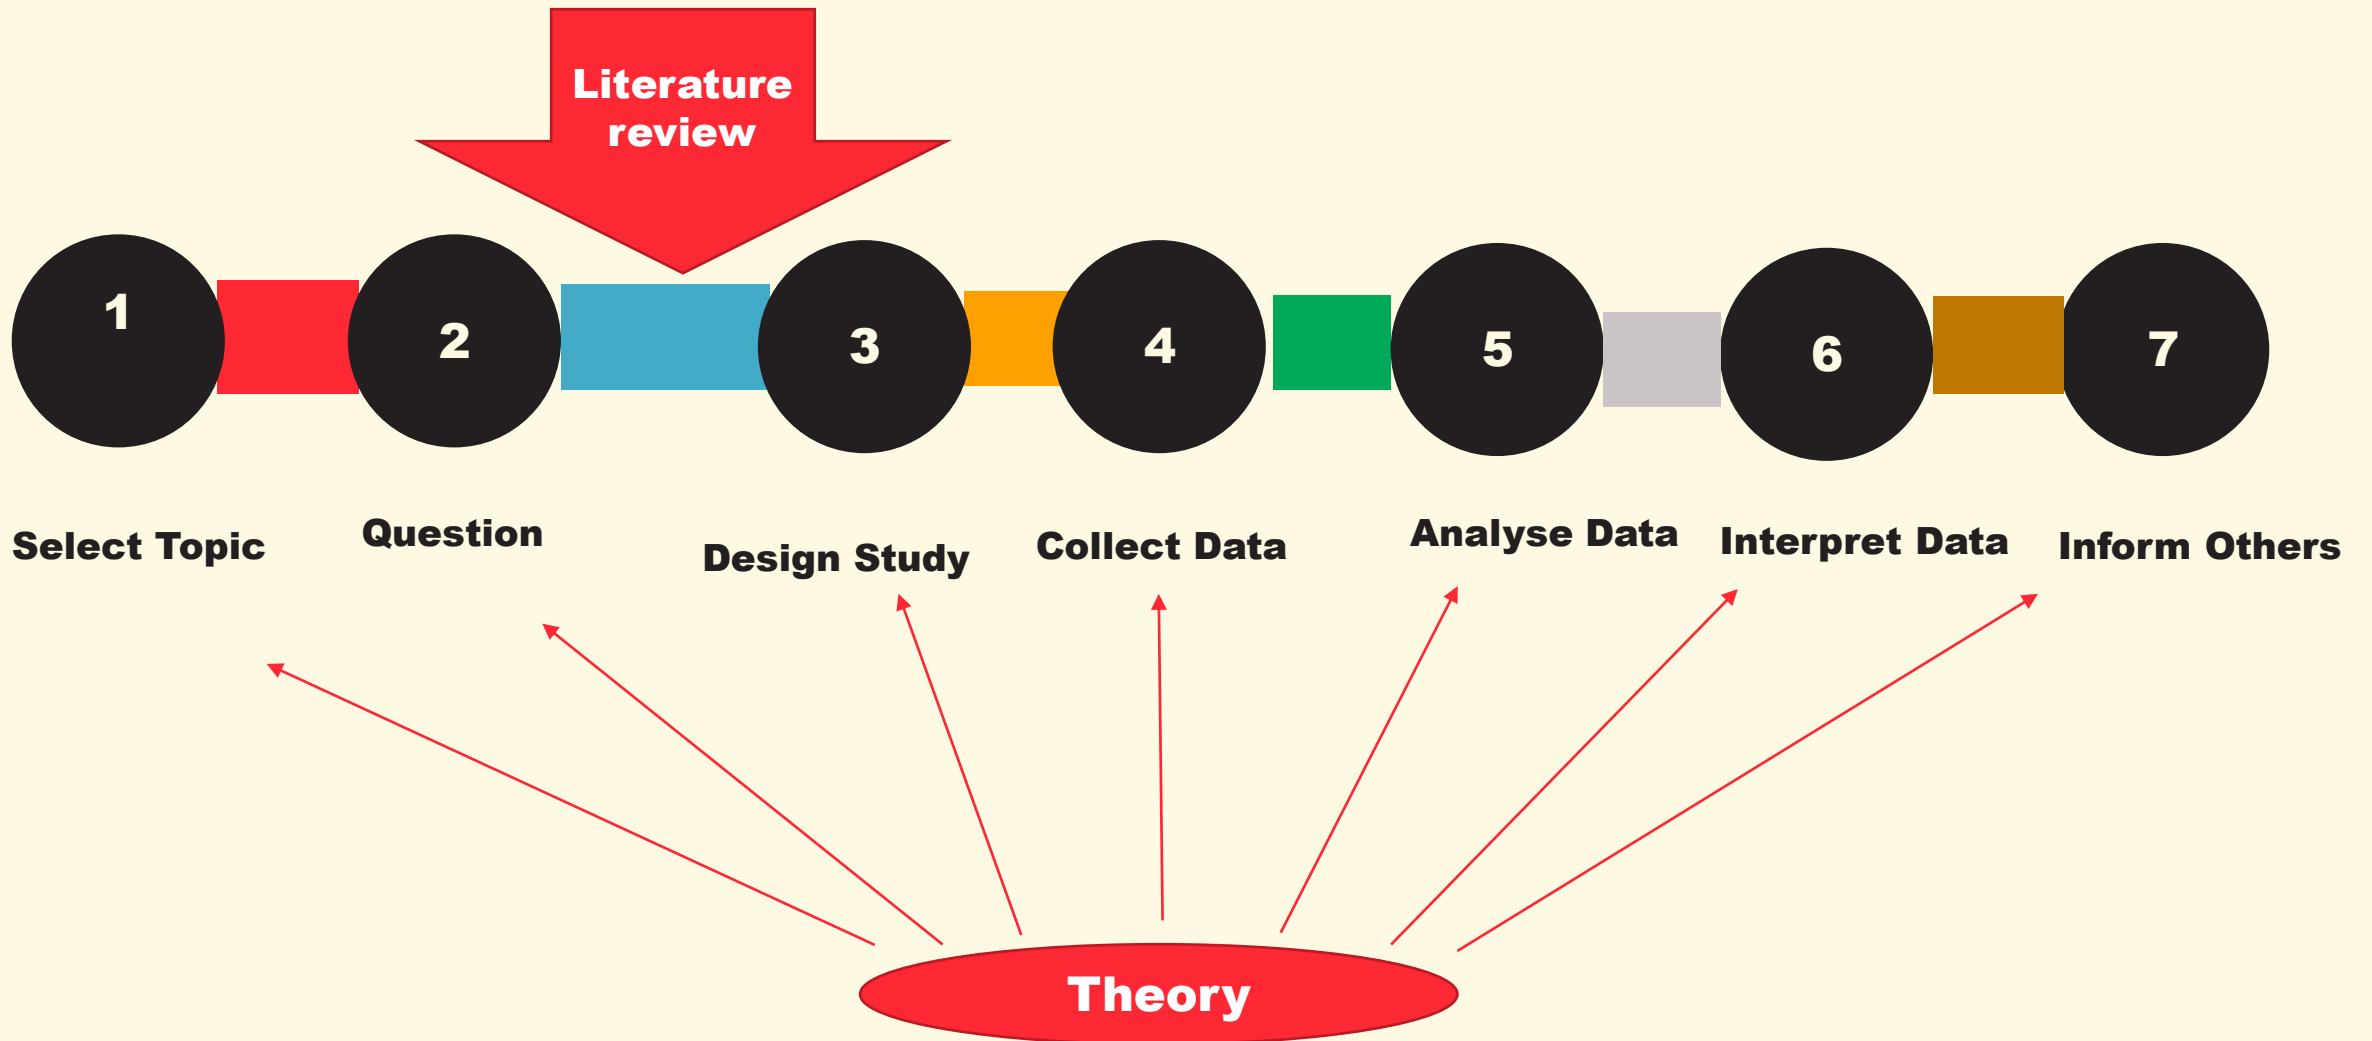 Literature
review
1
2
3
4
5
6
7
Select Topic
Question
Design Study
Collect Data
Analyse Data
Interpret Data
Inform Others
Theory